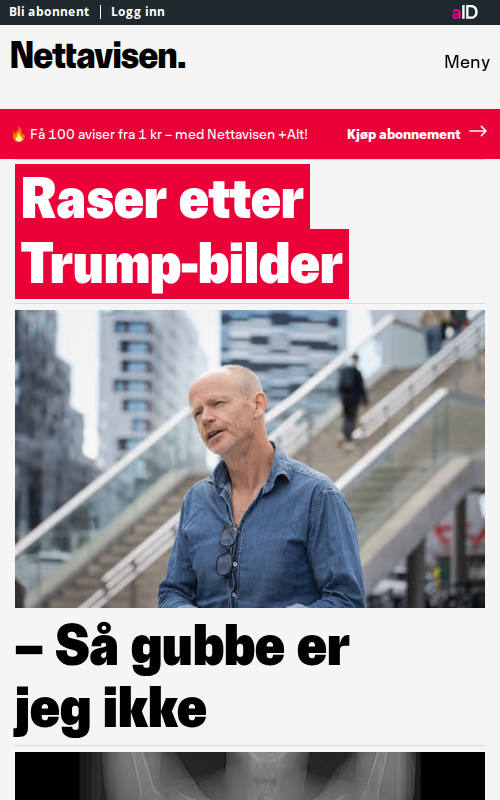 Bli abonnent | Logg inn
aID
Nettavisen.
Meny
🔥 Få 100 aviser fra 1 kr – med Nettavisen +Alt! Kjøp abonnement →
Raser etter
Trump-bilder
– Så gubbe er
jeg ikke